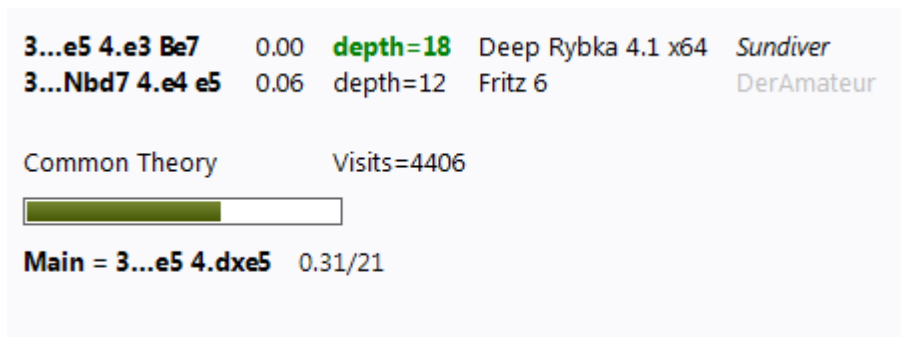 3...e5 4.e3 Be7 0.00 depth=18 Deep Rybka 4.1 x64 Sundiver
3...Nbd7 4.e4 e5 0.06 depth=12 Fritz 6 DerAmateur
Common Theory Visits=4406
Main = 3...e5 4.dxe5 0.31/21